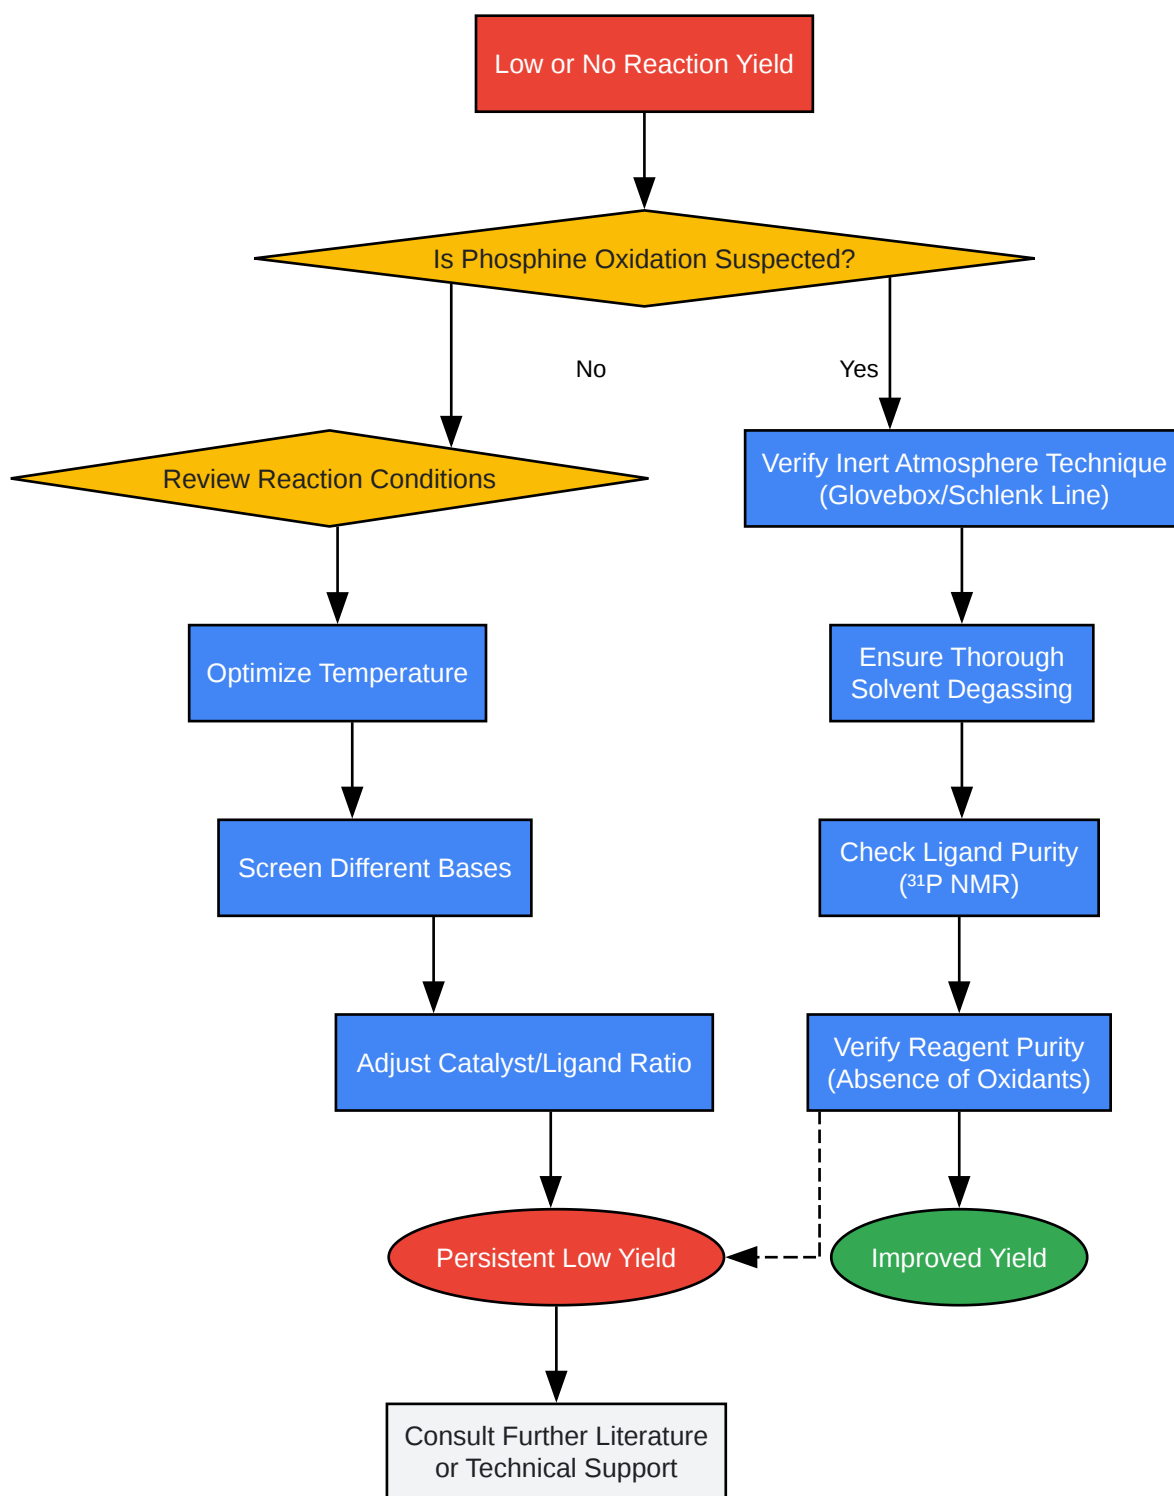 Low or No Reaction Yield
Is Phosphine Oxidation Suspected?
No
Yes
Review Reaction Conditions
Verify Inert Atmosphere Technique
(Glovebox/Schlenk Line)
Optimize Temperature
Ensure Thorough
Solvent Degassing
Screen Different Bases
Check Ligand Purity
(³¹P NMR)
Adjust Catalyst/Ligand Ratio
Verify Reagent Purity
(Absence of Oxidants)
Persistent Low Yield
Improved Yield
Consult Further Literature
or Technical Support